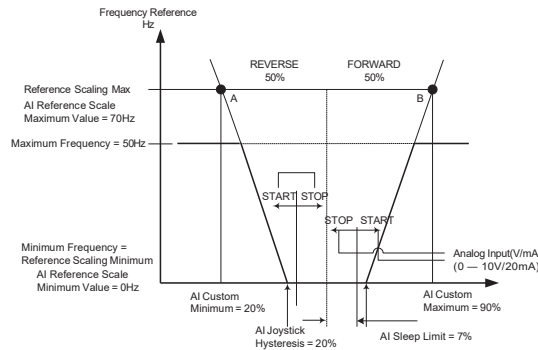 Frequency Reference
Hz
REVERSE
50%
FORWARD
50%
Reference Scaling Max
AI Reference Scale
Maximum Value = 70Hz
A
B
Maximum Frequency = 50Hz
START
STOP
STOP
START
Minimum Frequency =
Reference Scaling Minimum
AI Reference Scale
Minimum Value = 0Hz
Analog Input(V/mA)
(0 — 10V/20mA)
AI Custom
Minimum = 20%
AI Custom
Maximum = 90%
AI Joystick
Hysteresis = 20%
AI Sleep Limit = 7%